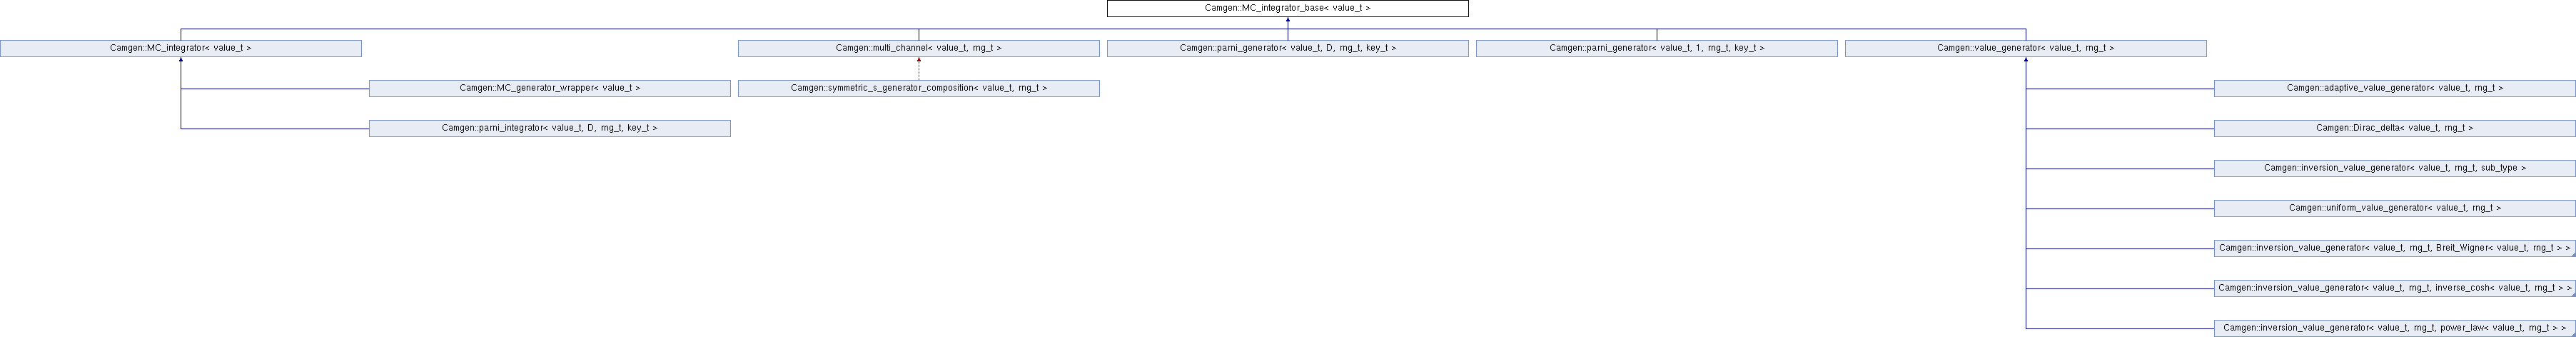 Camgen::MC_integrator_base< value_t >
Camgen::MC_integrator< value_t >
Camgen::multi_channel< value_t, rng_t >
Camgen::parni_generator< value_t, D, rng_t, key_t >
Camgen::parni_generator< value_t, 1, rng_t, key_t >
Camgen::value_generator< value_t, rng_t >
Camgen::MC_generator_wrapper< value_t >
Camgen::symmetric_s_generator_composition< value_t, rng_t >
Camgen::adaptive_value_generator< value_t, rng_t >
Camgen::parni_integrator< value_t, D, rng_t, key_t >
Camgen::Dirac_delta< value_t, rng_t >
Camgen::inversion_value_generator< value_t, rng_t, sub_type >
Camgen::uniform_value_generator< value_t, rng_t >
Camgen::inversion_value_generator< value_t, rng_t, Breit_Wigner< value_t, rng_t > >
Camgen::inversion_value_generator< value_t, rng_t, inverse_cosh< value_t, rng_t > >
Camgen::inversion_value_generator< value_t, rng_t, power_law< value_t, rng_t > >